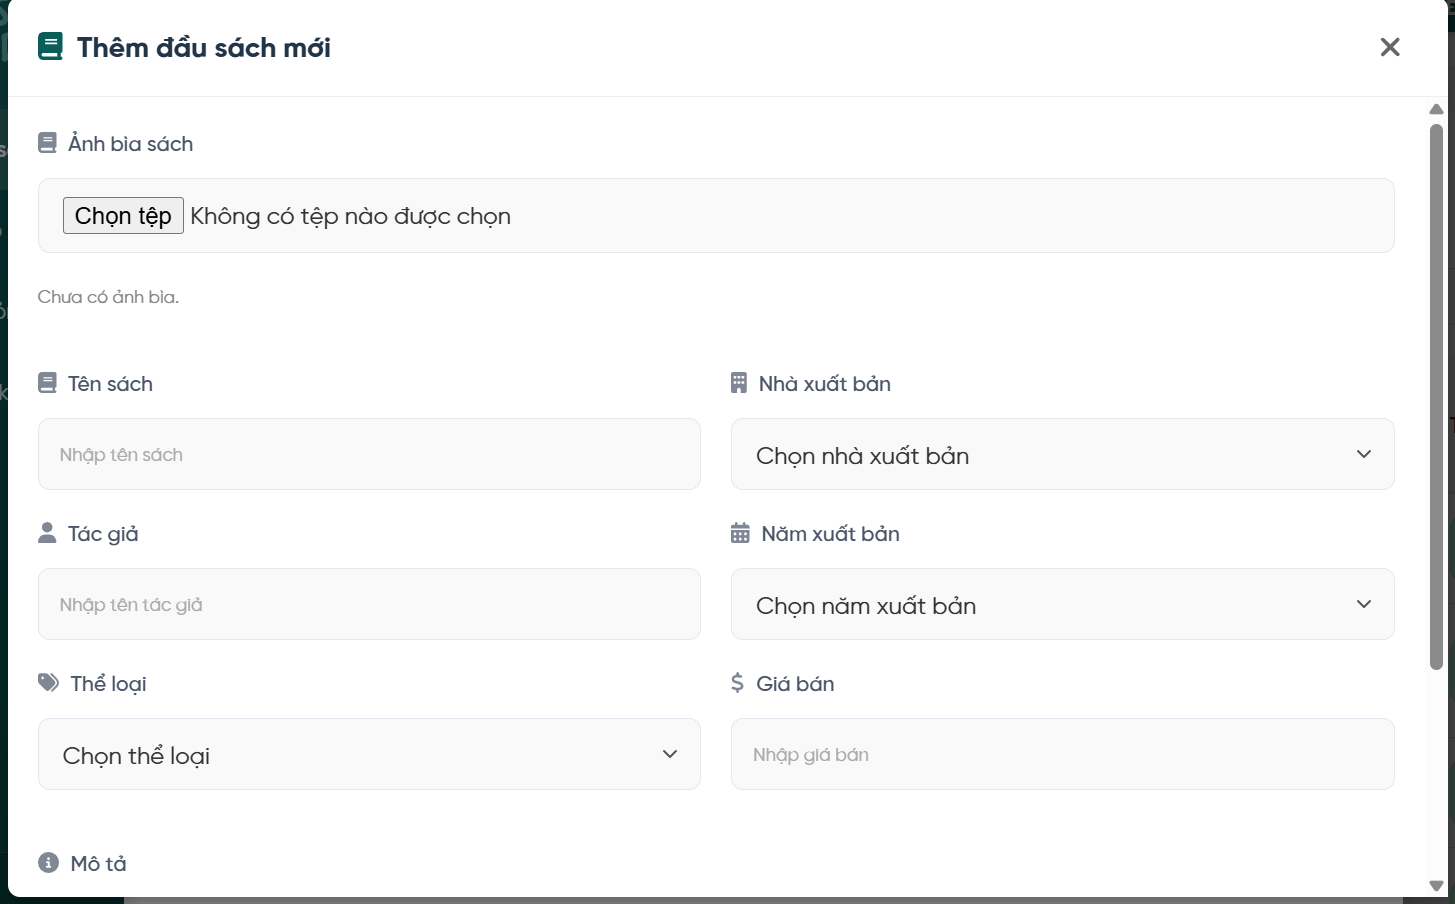 Thêm đầu sách mới
Ảnh bìa sách
Chọn tệp Không có tệp nào được chọn
Chưa có ảnh bìa.
Tên sách
Nhập tên sách
Nhà xuất bản
Chọn nhà xuất bản
Tác giả
Nhập tên tác giả
Năm xuất bản
Chọn năm xuất bản
Thể loại
Chọn thể loại
Giá bán
Nhập giá bán
Mô tả